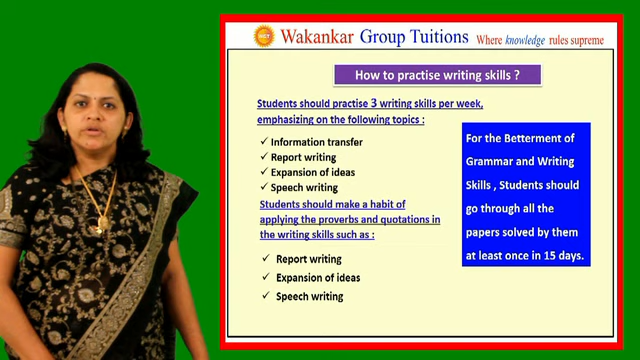 Wakankar Group Tuitions Where knowledge rules supreme
How to practise writing skills ?
Students should practise 3 writing skills per week,
emphasizing on the following topics :
✓ Information transfer
✓ Report writing
✓ Expansion of ideas
✓ Speech writing
Students should make a habit of
applying the proverbs and quotations in
the writing skills such as :
✓ Report writing
✓ Expansion of ideas
✓ Speech writing
For the Betterment of
Grammar and Writing
Skills , Students should
go through all the
papers solved by them
at least once in 15 days.